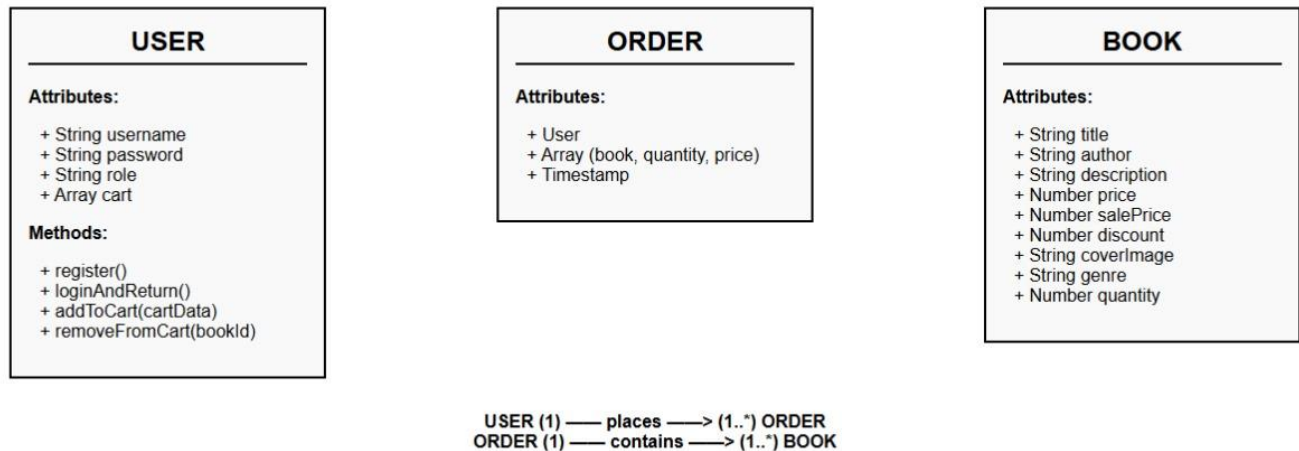 USER
Attributes:
+ String username
+ String password
+ String role
+ Array cart
Methods:
+ register()
+ loginAndReturn()
+ addToCart(cartData)
+ removeFromCart(bookId)
ORDER
Attributes:
+ User
+ Array (book, quantity, price)
+ Timestamp
BOOK
Attributes:
+ String title
+ String author
+ String description
+ Number price
+ Number salePrice
+ Number discount
+ String coverImage
+ String genre
+ Number quantity
USER (1) —— places ——> (1..*) ORDER
ORDER (1) —— contains ——> (1..*) BOOK